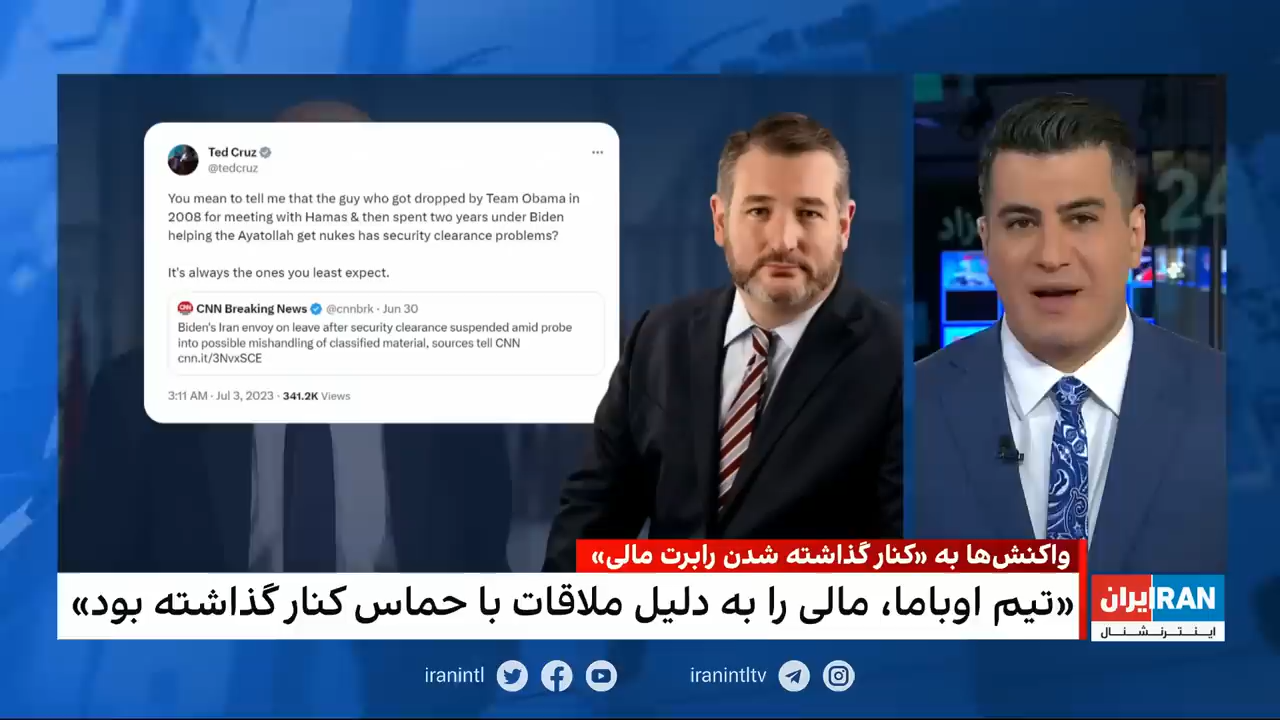 Ted Cruz
@tedcruz
You mean to tell me that the guy who got dropped by Team Obama in
2008 for meeting with Hamas & then spent two years under Biden
helping the Ayatollah get nukes has security clearance problems?
It's always the ones you least expect.
CNN
CNN Breaking News @cnnbrk · Jun 30
Biden's Iran envoy on leave after security clearance suspended amid probe
into possible mishandling of classified material, sources tell CNN
cnn.it/3NvxSCE
3:11 AM · Jul 3, 2023 · 341.2K Views
24
واکنش‌ها به «کنار گذاشته شدن رابرت مالی»
«تیم اوباما، مالی را به دلیل ملاقات با حماس کنار گذاشته بود»
ایران IRAN
اینترنشنال
iranintl
iranintltv